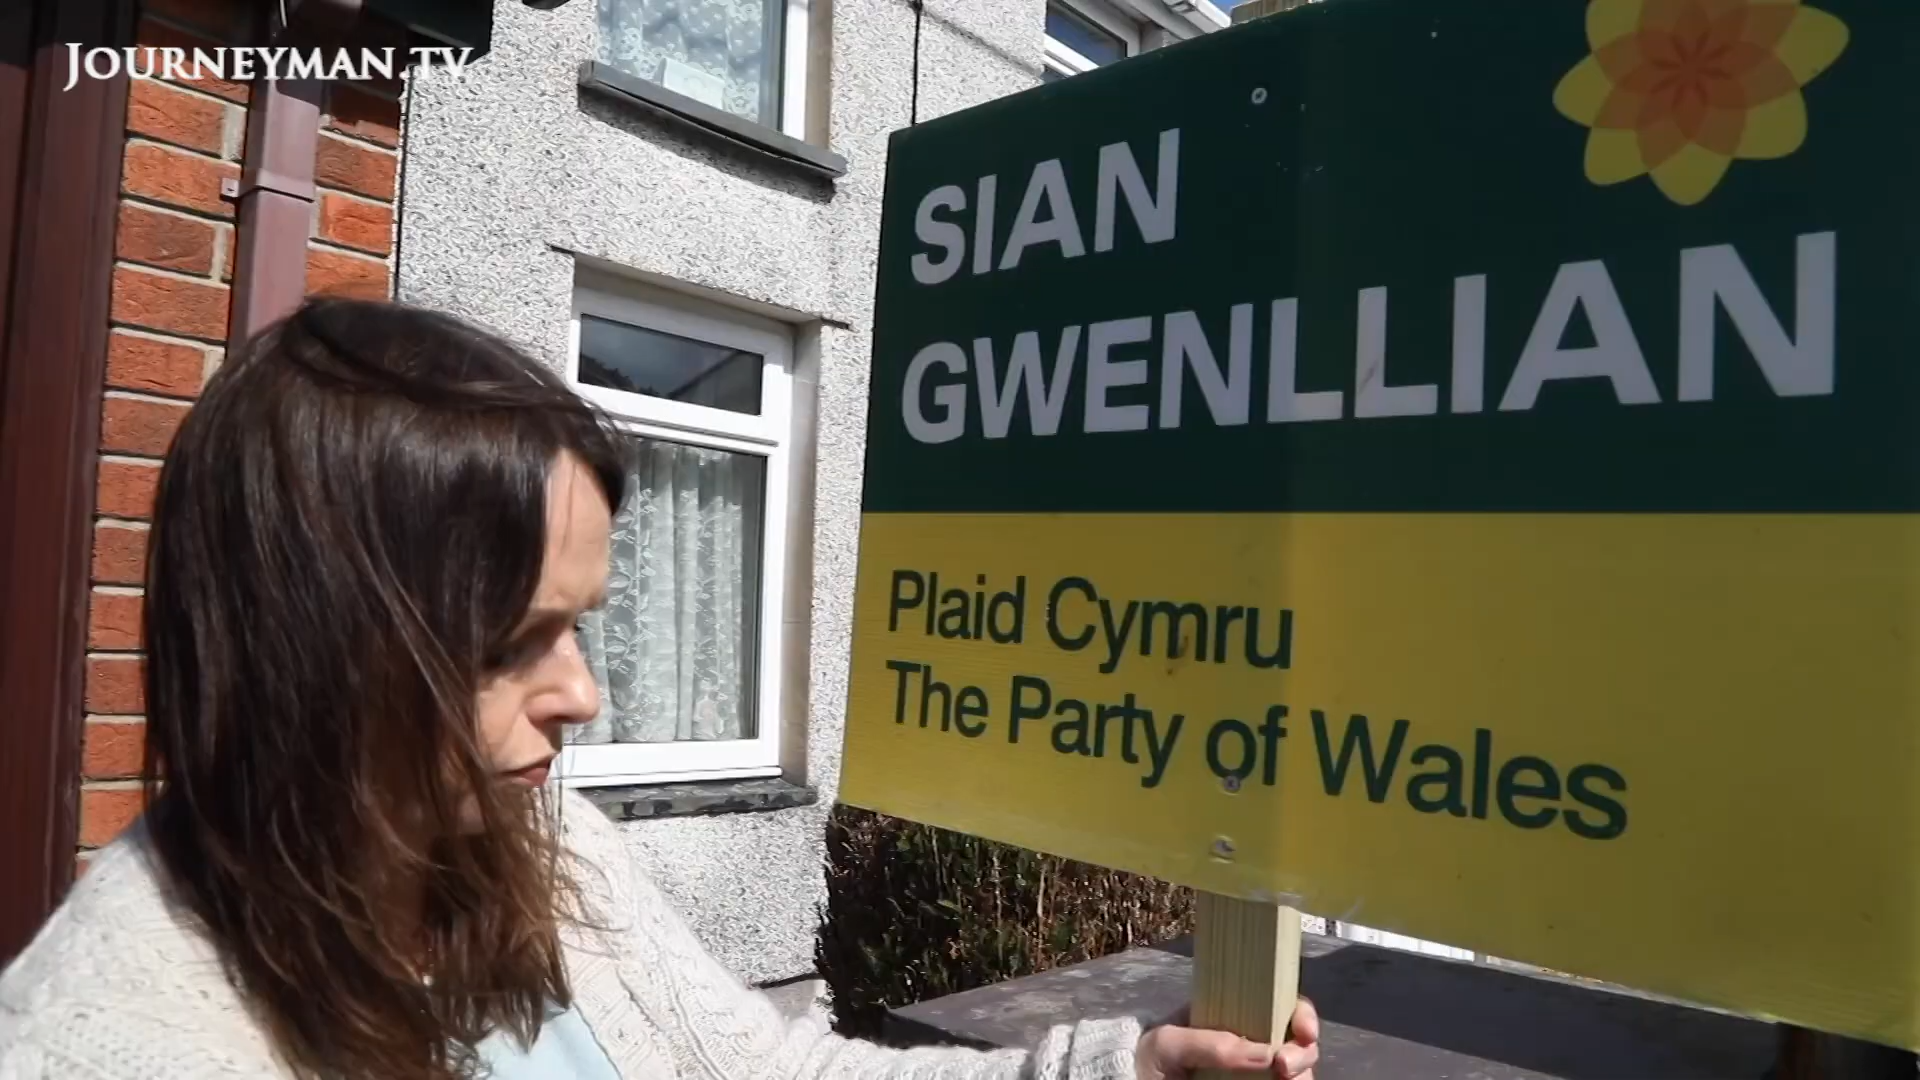 JOURNEYMAN.TV
SIAN
GWENLLIAN
Plaid Cymru
The Party of Wales